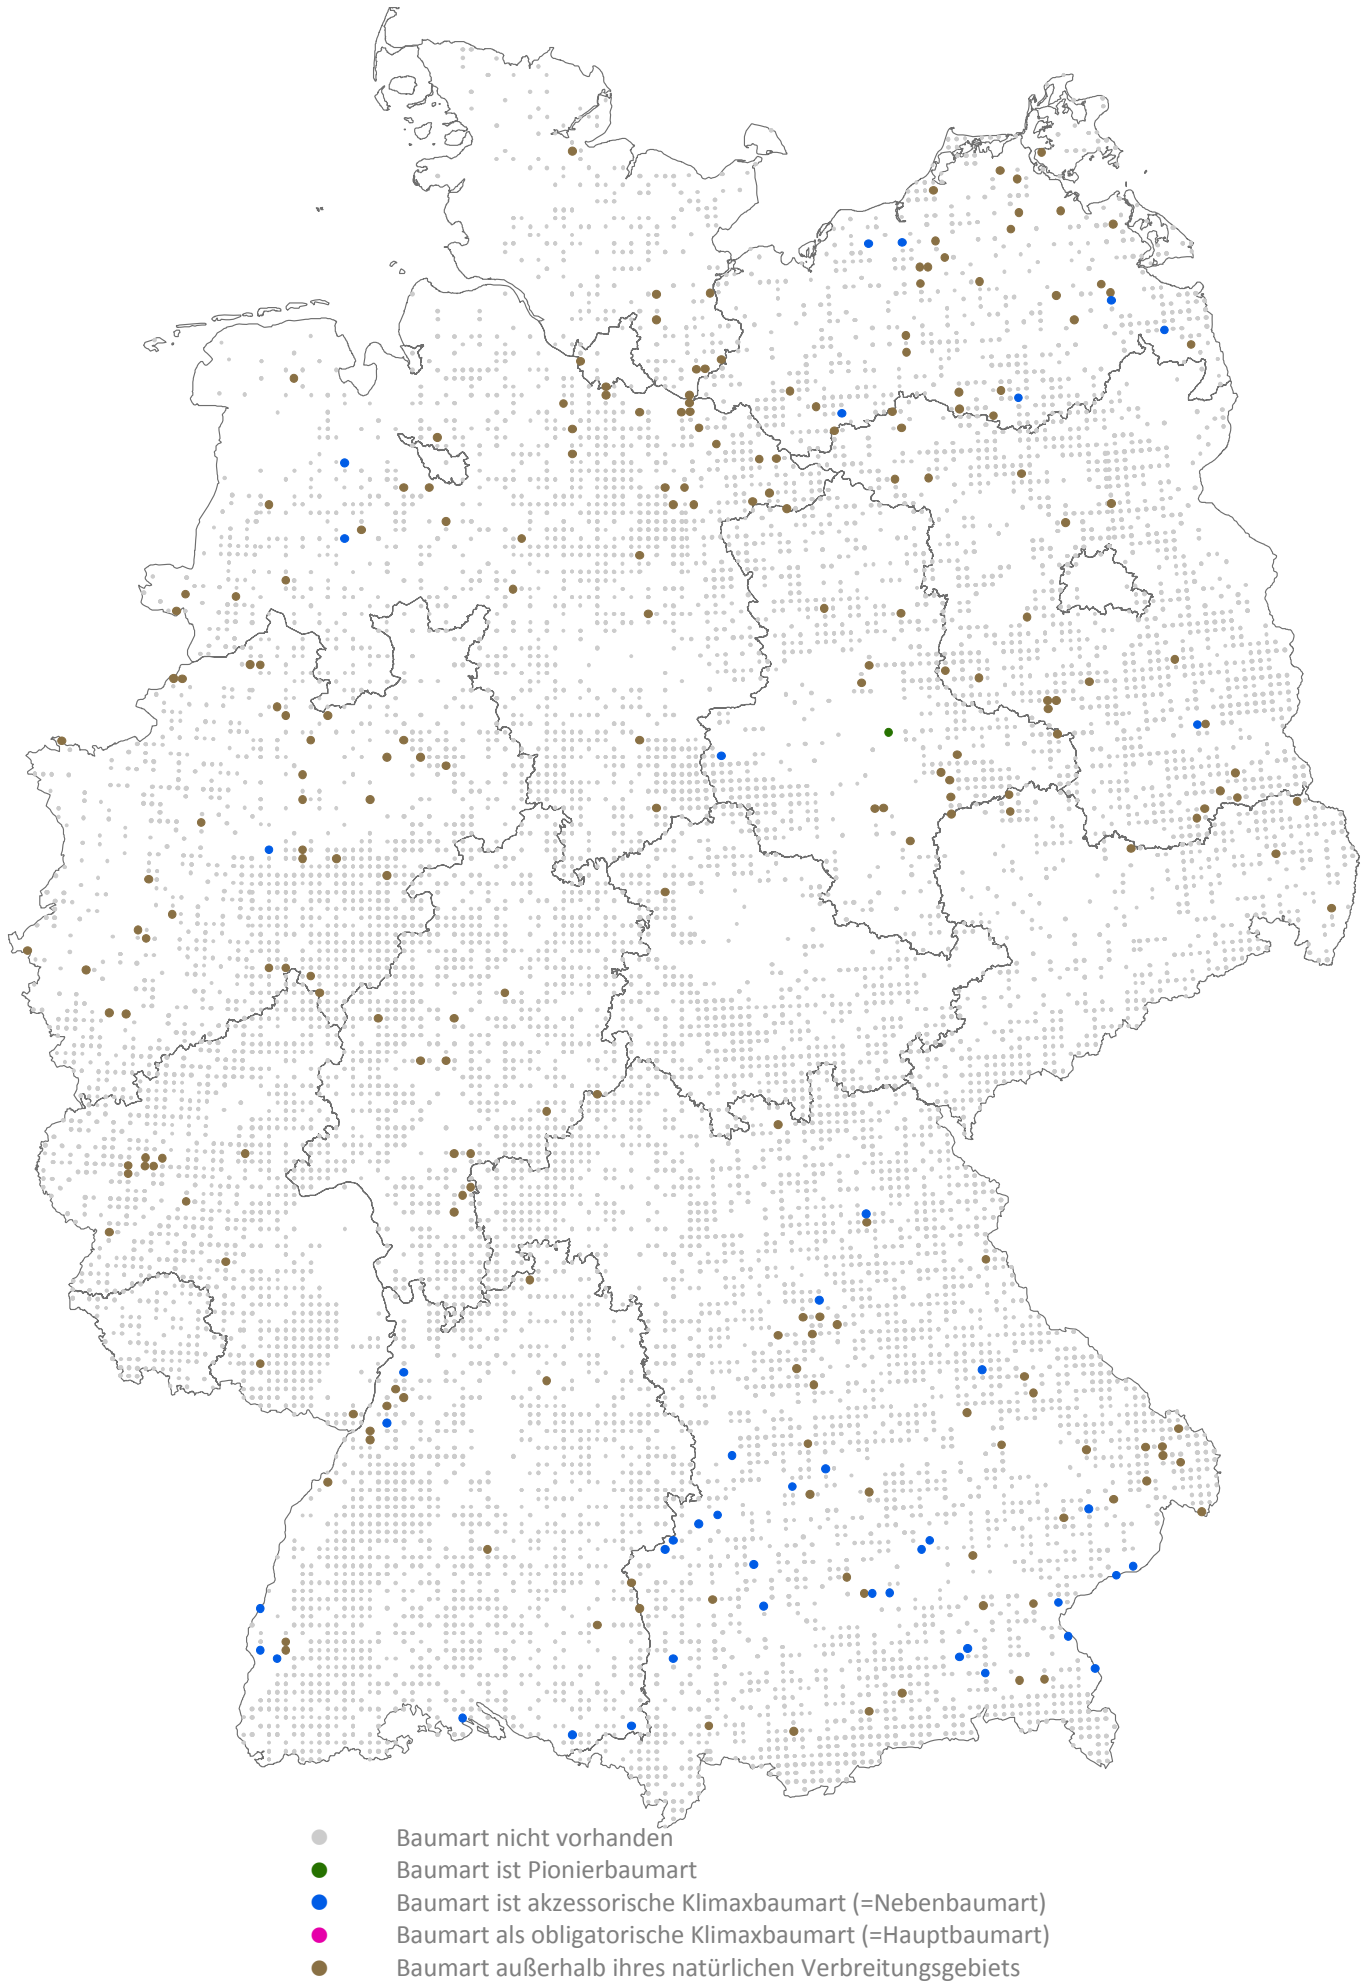 Baumart nicht vorhanden
Baumart ist Pionierbaumart
Baumart ist akzessorische Klimaxbaumart (=Nebenbaumart)
Baumart als obligatorische Klimaxbaumart (=Hauptbaumart)
Baumart außerhalb ihres natürlichen Verbreitungsgebiets